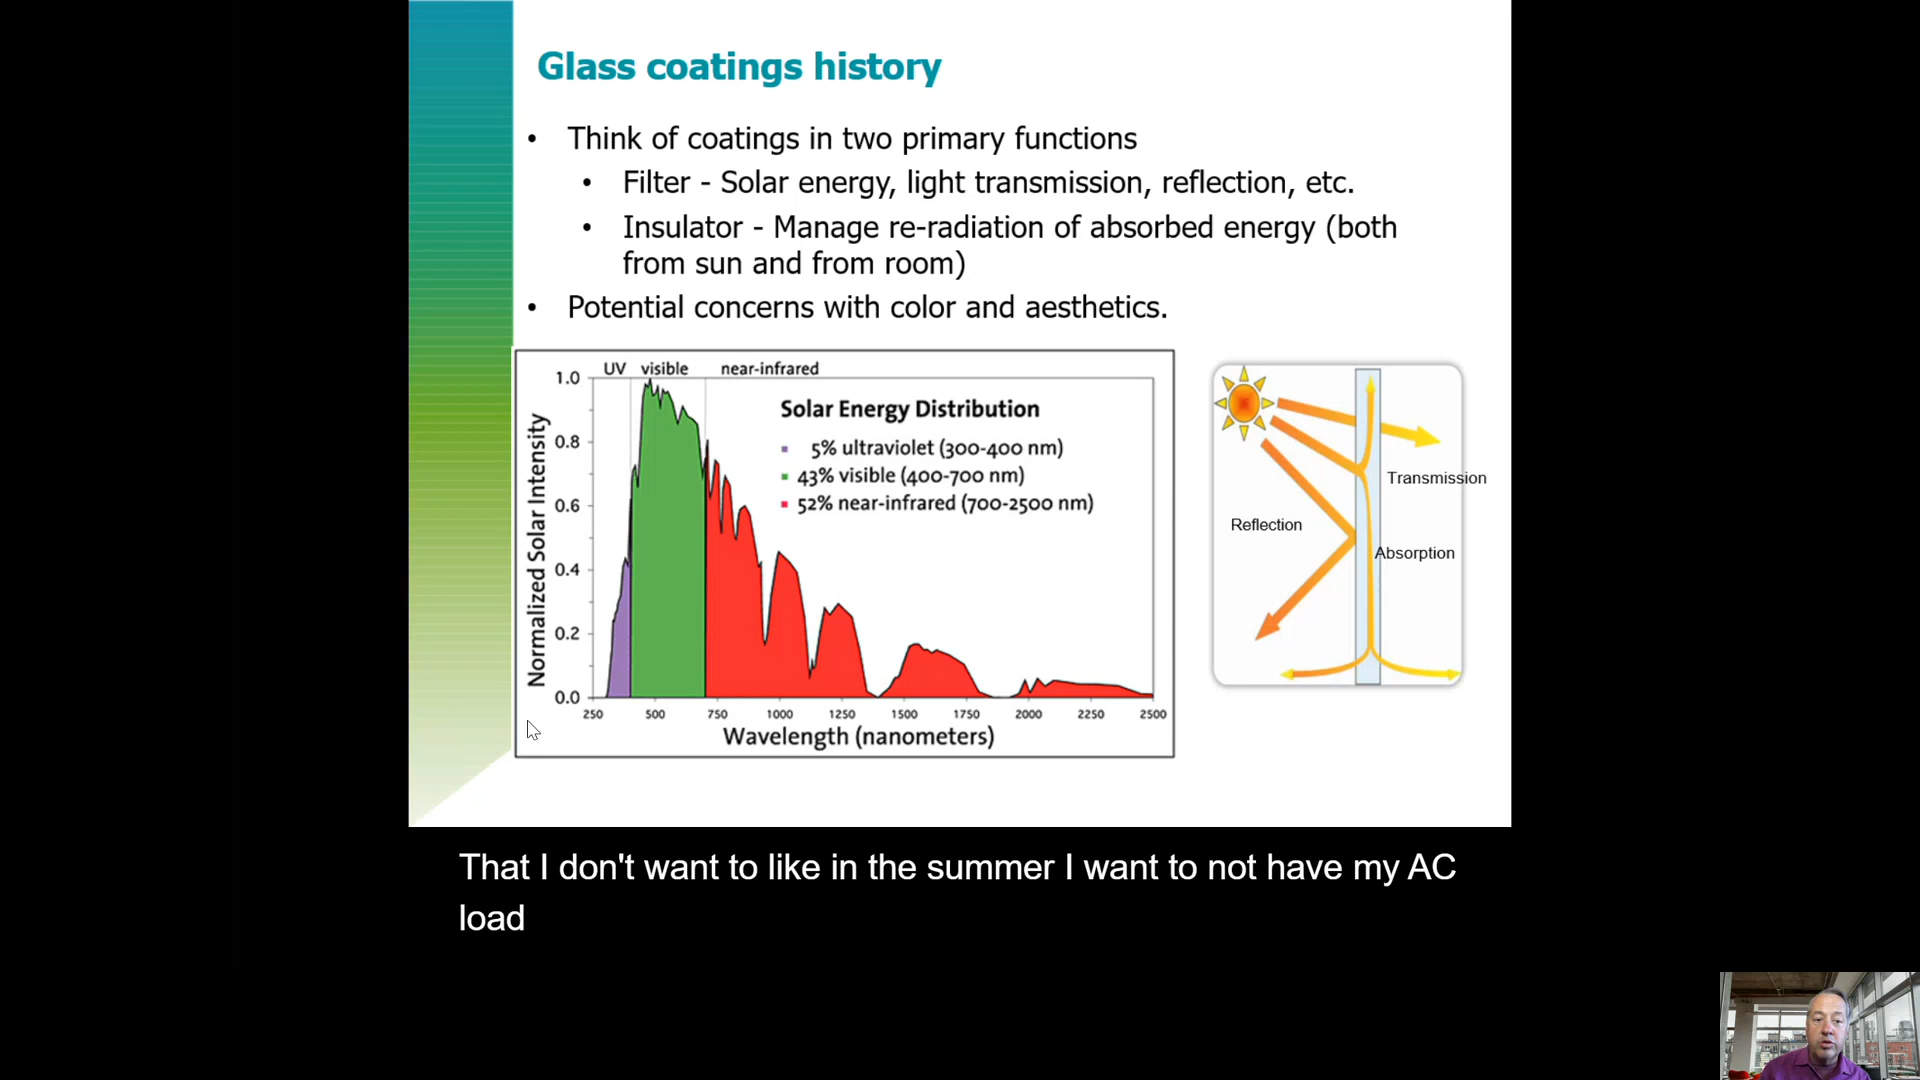 Glass coatings history
• Think of coatings in two primary functions
• Filter - Solar energy, light transmission, reflection, etc.
• Insulator - Manage re-radiation of absorbed energy (both
from sun and from room)
• Potential concerns with color and aesthetics.
UV visible near-infrared
Normalized Solar Intensity
1.0
0.8
0.6
0.4
0.2
0.0
Solar Energy Distribution
5% ultraviolet (300-400 nm)
43% visible (400-700 nm)
52% near-infrared (700-2500 nm)
250 500 750 1000 1250 1500 1750 2000 2250 2500
Wavelength (nanometers)
Transmission
Reflection
Absorption
That I don't want to like in the summer I want to not have my AC
load